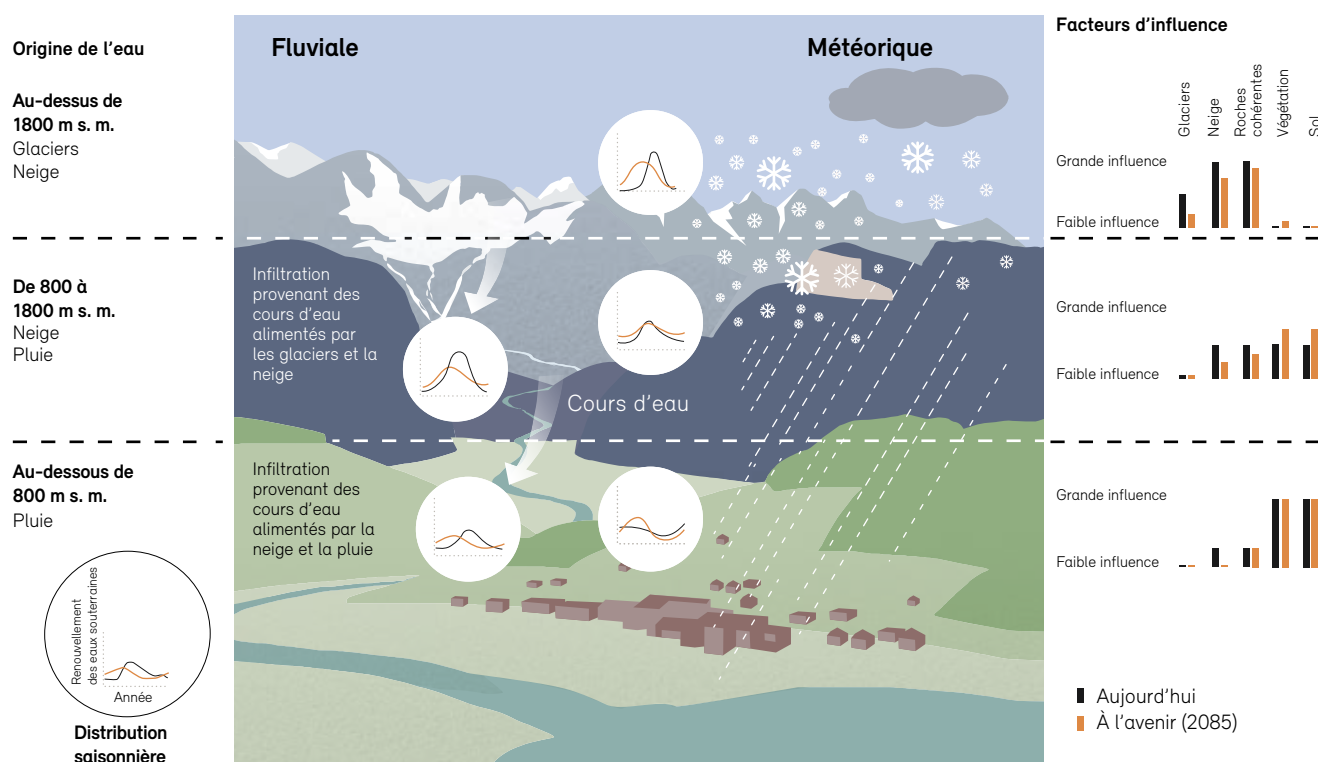 Origine de l'eau
Au-dessus de
1800 m s. m.
Glaciers
Neige
De 800 à
1800 m s. m.
Neige
Pluie
Au-dessous de
800 m s. m.
Pluie
Renouvellement
des eaux souterraines
Année
Distribution
saisonnière
Fluviale
Météorique
Infiltration
provenant des
cours d'eau
alimentés par
les glaciers et la
neige
Cours d'eau
Infiltration
provenant des
cours d'eau
alimentés par la
neige et la pluie
Facteurs d'influence
Glaciers
Neige
Roches
cohérentes
Végétation
Sol
Grande influence
Faible influence
Grande influence
Faible influence
Grande influence
Faible influence
Aujourd'hui
À l'avenir (2085)